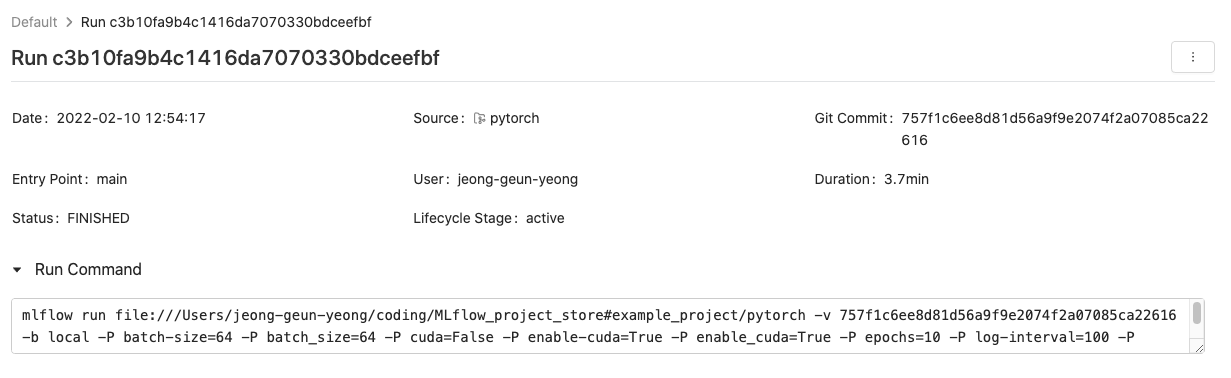 Default > Run c3b10fa9b4c1416da7070330bdceefbf
Run c3b10fa9b4c1416da7070330bdceefbf
Date: 2022-02-10 12:54:17
Source: pytorch
Git Commit: 757f1c6ee8d81d56a9f9e2074f2a07085ca22
616
Entry Point: main
User: jeong-geun-yeong
Duration: 3.7min
Status: FINISHED
Lifecycle Stage: active
Run Command
mlflow run file:///Users/jeong-geun-yeong/coding/MLflow_project_store#example_project/pytorch -v 757f1c6ee8d81d56a9f9e2074f2a07085ca22616
-b local -P batch-size=64 -P batch_size=64 -P cuda=False -P enable-cuda=True -P enable_cuda=True -P epochs=10 -P log-interval=100 -P